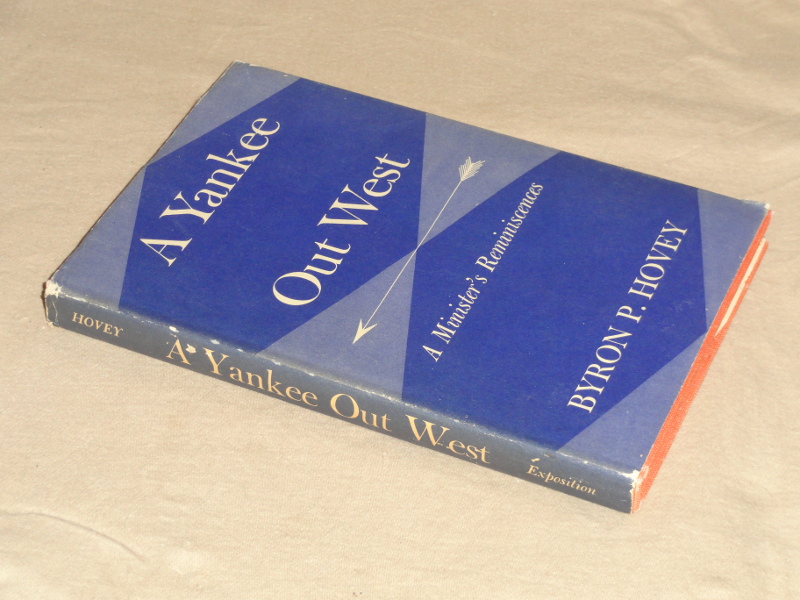 A Yankee
Out West
A Minister's Reminiscences
BYRON P. HOVEY
HOVEY
A Yankee Out West
Exposition